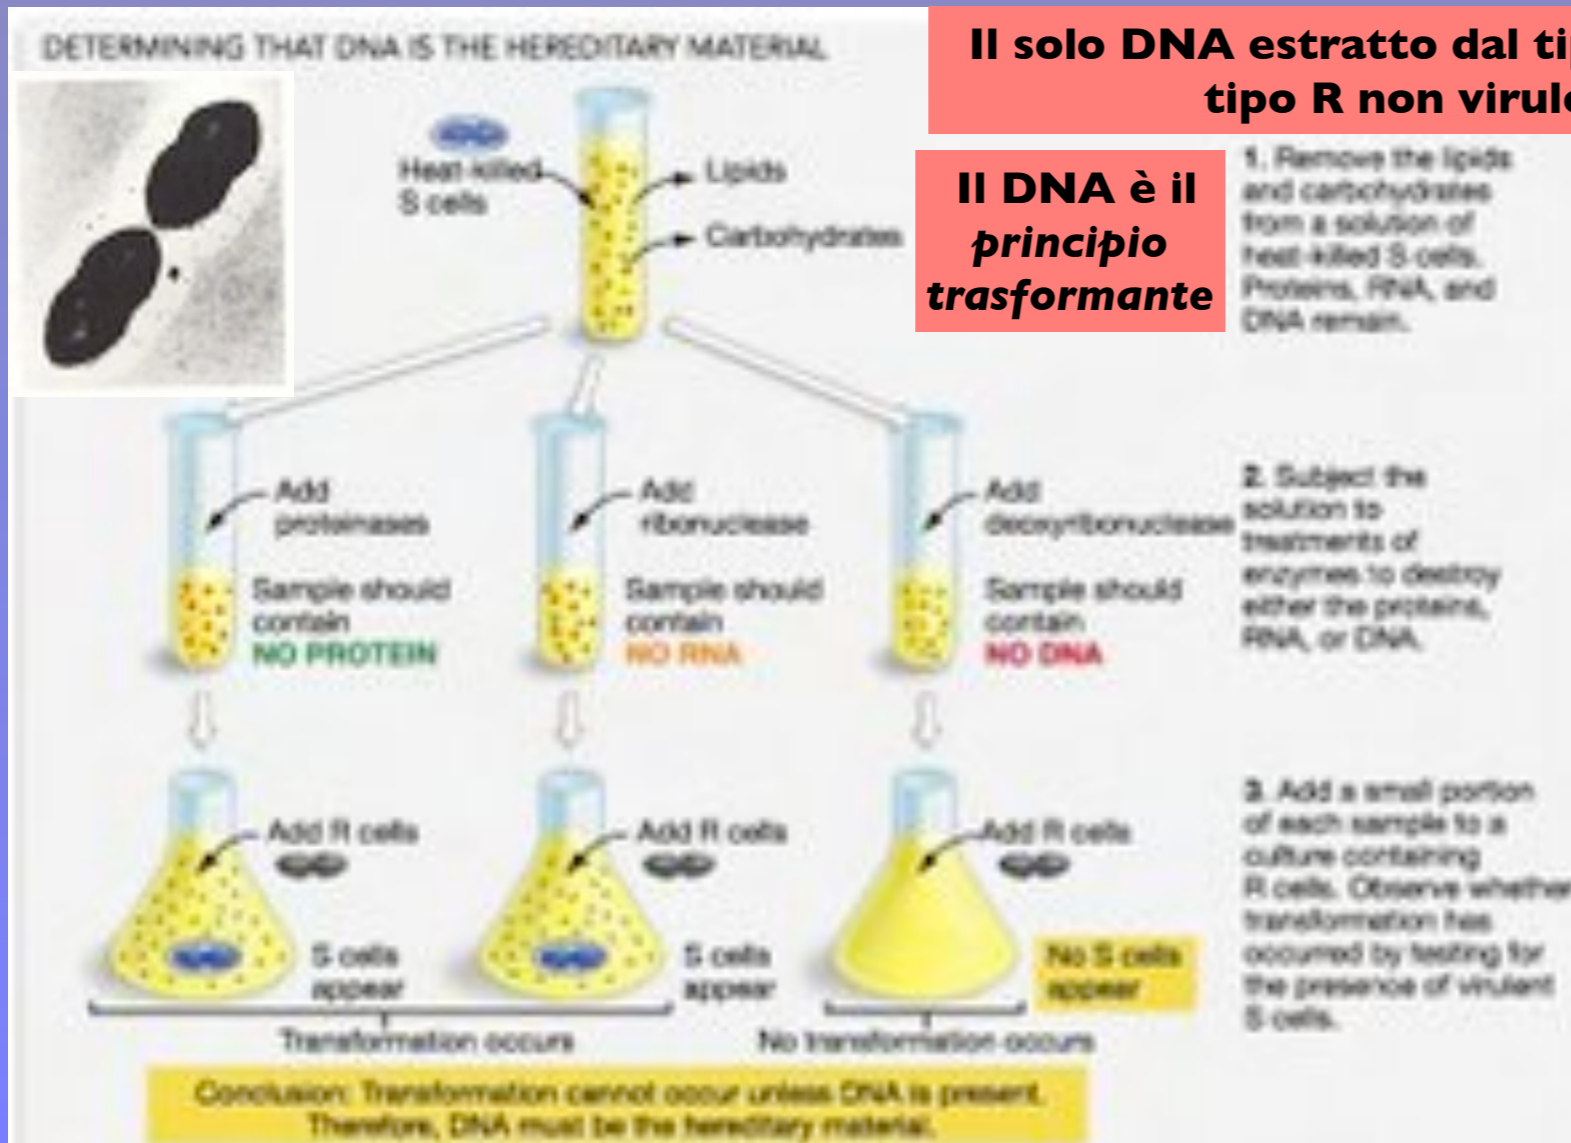 DETERMINING THAT DNA IS THE HEREDITARY MATERIAL
Il solo DNA estratto dal tip
tipo R non virule
Heat-killed
S cells
Lipids
Carbohydrates
Il DNA è il
principio
trasformante
1. Remove the lipids
and carbohydrates
from a solution of
heat-killed S cells.
Proteins, RNA, and
DNA remain.
Add
proteinases
Sample should
contain
NO PROTEIN
Add
ribonuclease
Sample should
contain
NO RNA
Add
deoxyribonuclease
Sample should
contain
NO DNA
2. Subject the
solution to
treatments of
enzymes to destroy
either the proteins,
RNA, or DNA.
Add R cells
S cells
appear
Add R cells
S cells
appear
Add R cells
No S cells
appear
3. Add a small portion
of each sample to a
culture containing
R cells. Observe whether
transformation has
occurred by testing for
the presence of virulent
S cells.
Transformation occurs
No transformation occurs
Conclusion: Transformation cannot occur unless DNA is present.
Therefore, DNA must be the hereditary material.